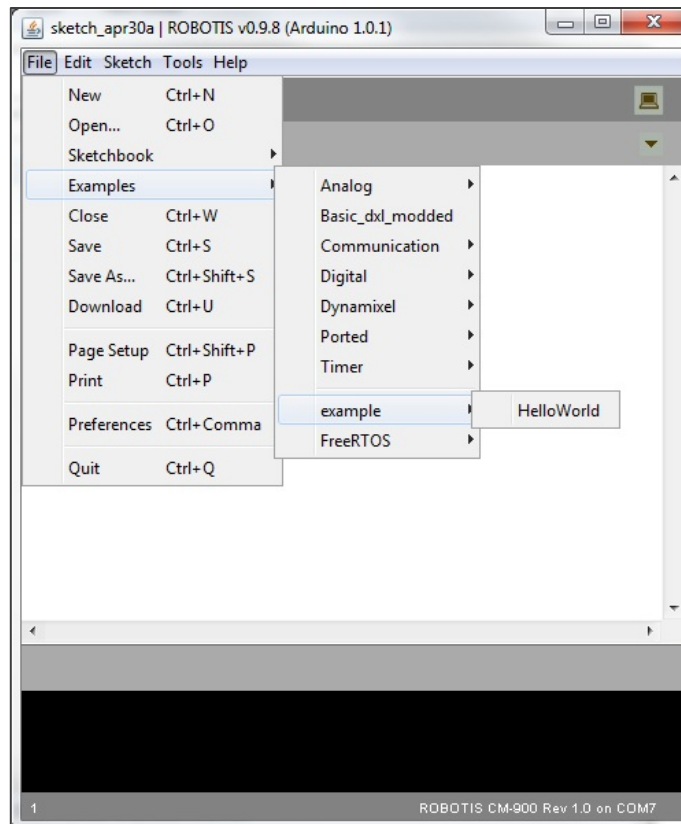 sketch_apr30a | ROBOTIS v0.9.8 (Arduino 1.0.1)
File Edit Sketch Tools Help
New Ctrl+N
Open... Ctrl+O
Sketchbook
Examples
Close Ctrl+W
Save Ctrl+S
Save As... Ctrl+Shift+S
Download Ctrl+U
Page Setup Ctrl+Shift+P
Print Ctrl+P
Preferences Ctrl+Comma
Quit Ctrl+Q
Analog
Basic_dxl_modded
Communication
Digital
Dynamixel
Ported
Timer
example
FreeRTOS
HelloWorld
1
ROBOTIS CM-900 Rev 1.0 on COM7